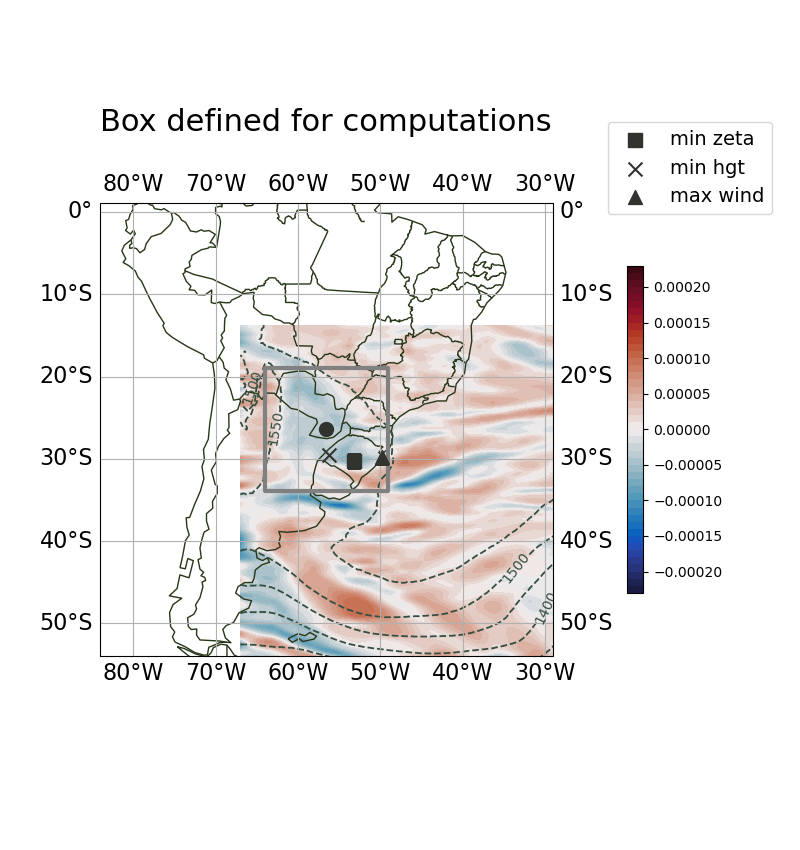 Box defined for computations
min zeta
min hgt
max wind
80°W 70°W 60°W 50°W 40°W 30°W
0° 0°
10°S 10°S
20°S 20°S
30°S 30°S
40°S 40°S
50°S 50°S
80°W 70°W 60°W 50°W 40°W 30°W
1550
1500
1400
0.00020
0.00015
0.00010
0.00005
0.00000
−0.00005
−0.00010
−0.00015
−0.00020